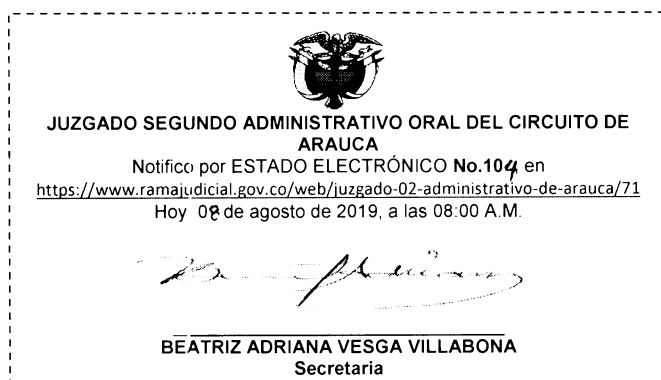 JUZGADO SEGUNDO ADMINISTRATIVO ORAL DEL CIRCUITO DE
ARAUCA
Notifico por ESTADO ELECTRÓNICO No.104 en
https://www.ramajudicial.gov.co/web/juzgado-02-administrativo-de-arauca/71
Hoy 08 de agosto de 2019, a las 08:00 A.M.
BEATRIZ ADRIANA VESGA VILLABONA
Secretaria